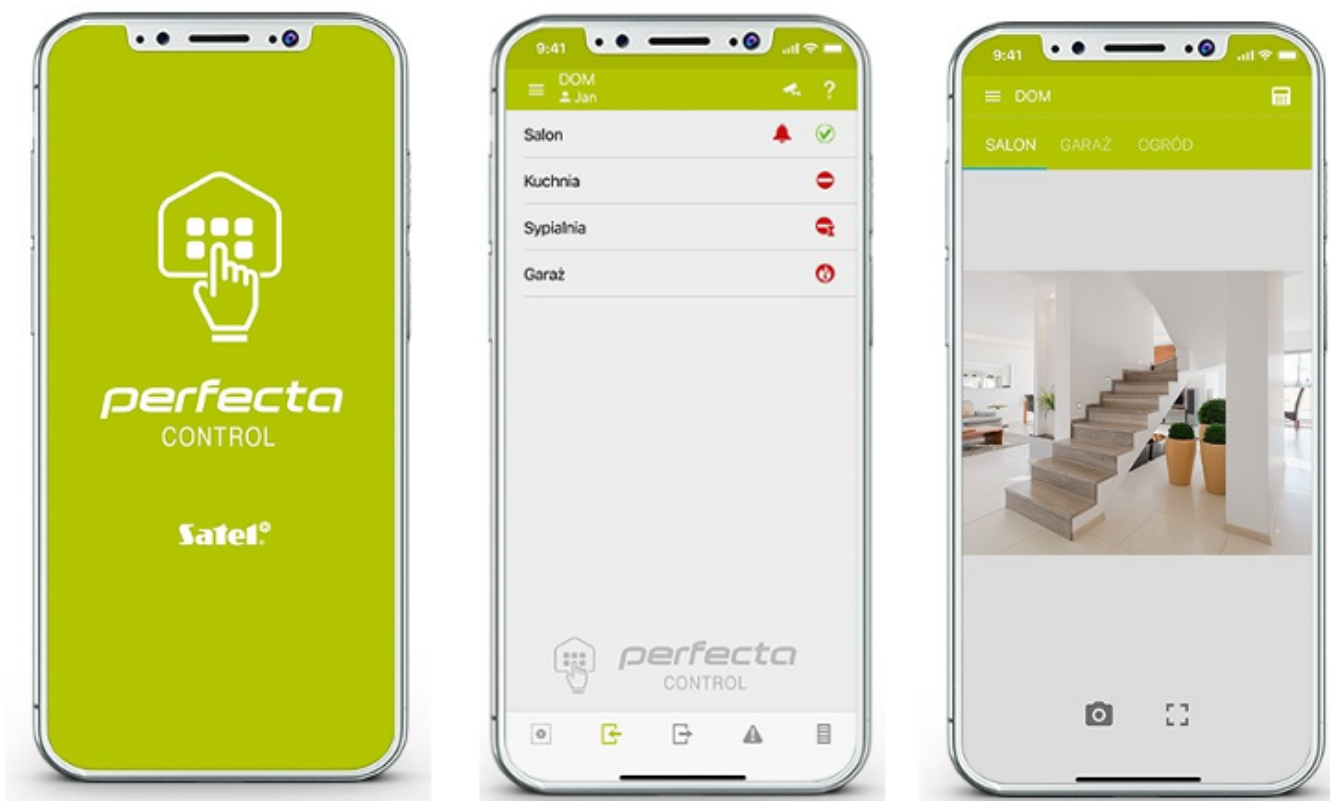 perfecta
CONTROL
Satel®
9:41
DOM
Jan
?
Salon
Kuchnia
Sypialnia
Garaż
perfecta
CONTROL
9:41
DOM
SALON GARAŻ OGRÓD